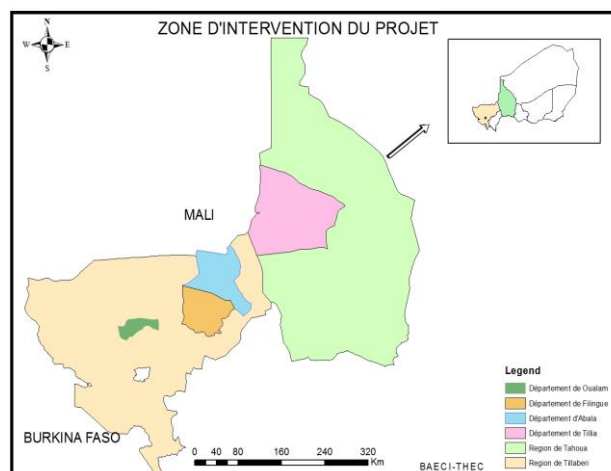 ZONE D'INTERVENTION DU PROJET
N
W E
S
MALI
BURKINA FASO
Legend
Département de Oualam
Département de Filingue
Département d'Abala
Département de Tillia
Region de Tahoua
Region de Tillaberi
0 40 80 160 240 320
Km
BAECI-THEC